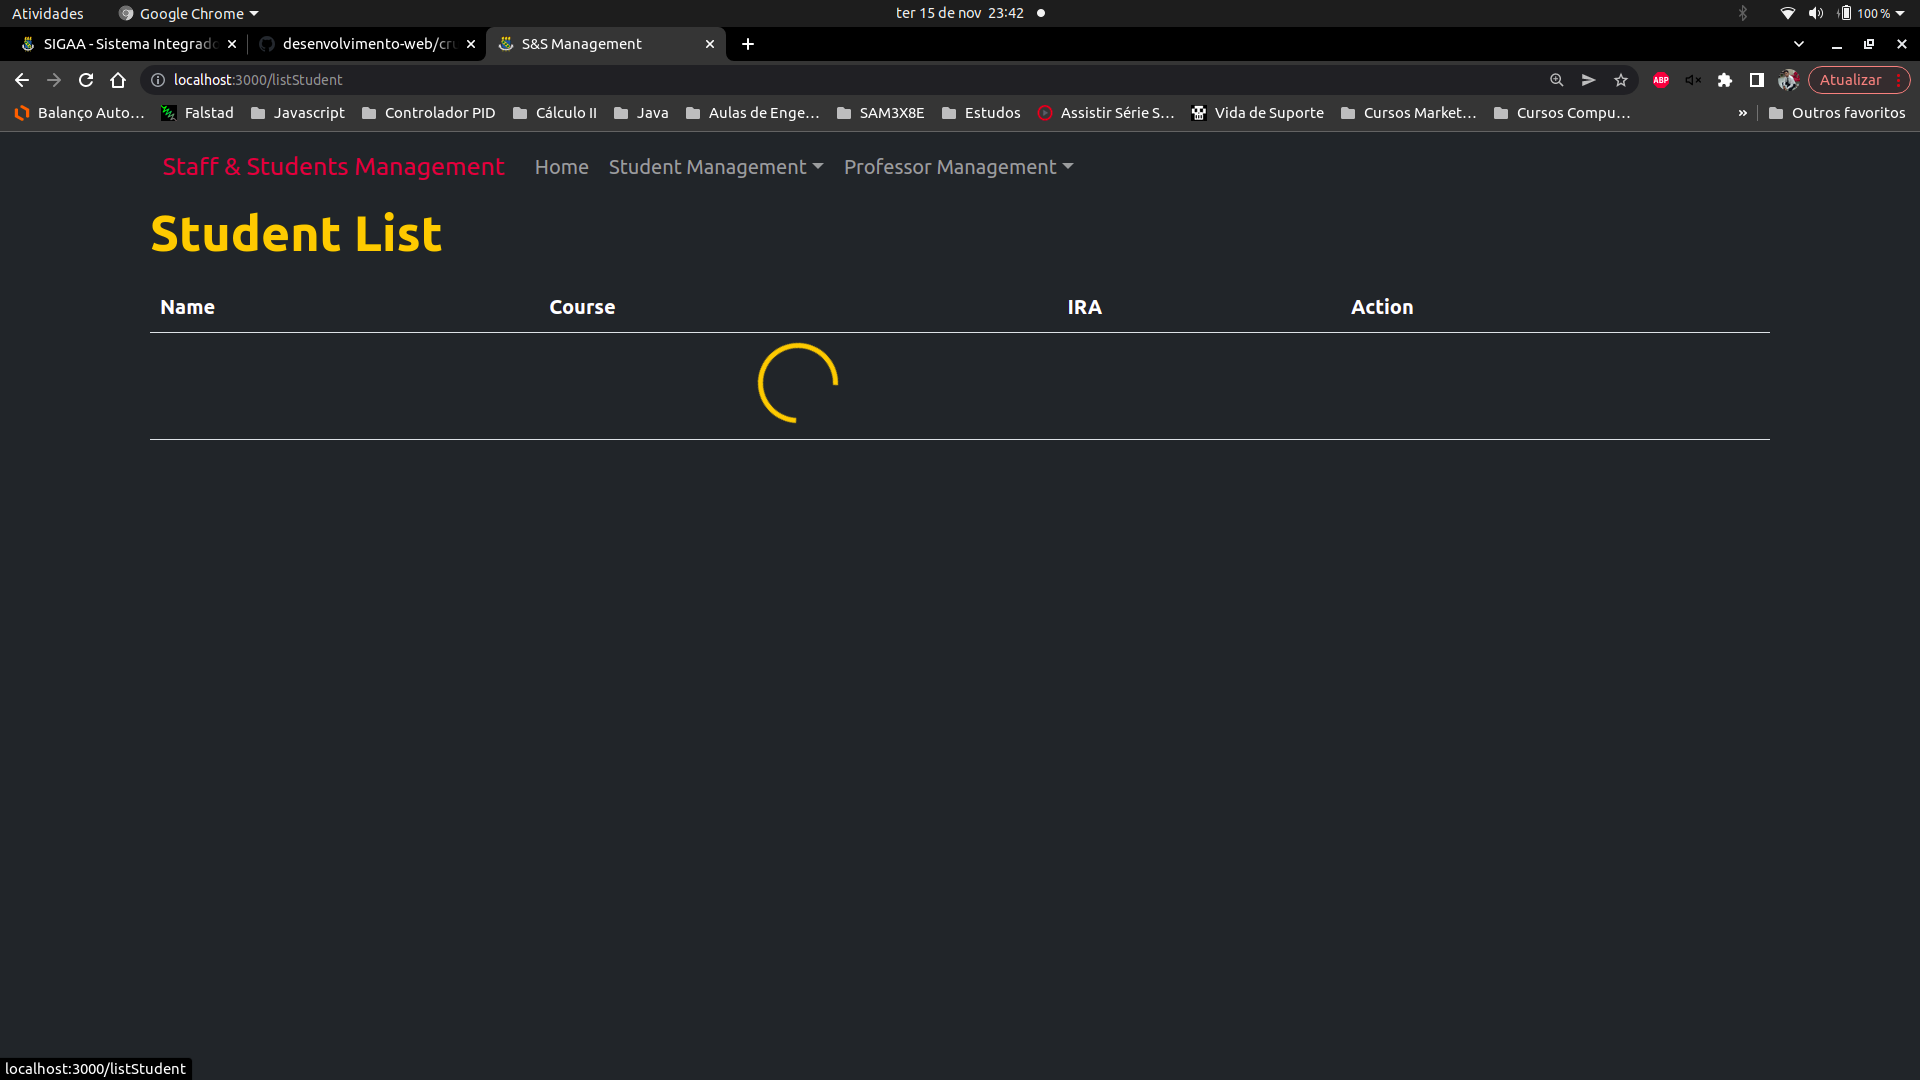 Atividades Google Chrome ter 15 de nov 23:42 100 %
SIGAA - Sistema Integrado desenvolvimento-web/cru S&S Management
localhost:3000/listStudent ABP Atualizar
Balanço Auto… Falstad Javascript Controlador PID Cálculo II Java Aulas de Enge… SAM3X8E Estudos Assistir Série S… Vida de Suporte Cursos Market… Cursos Compu… » Outros favoritos
Staff & Students Management Home Student Management Professor Management
Student List
Name Course IRA Action
localhost:3000/listStudent